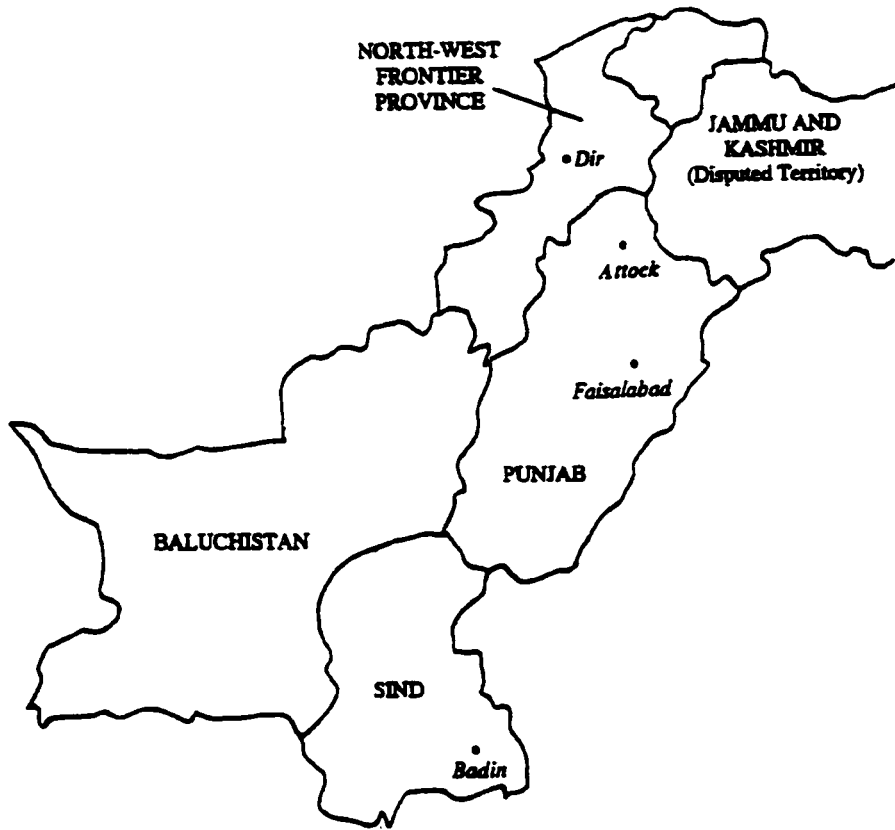 NORTH-WEST
FRONTIER
PROVINCE
JAMMU AND
KASHMIR
(Disputed Territory)
Dir
Attock
Faisalabad
PUNJAB
BALUCHISTAN
SIND
Badin